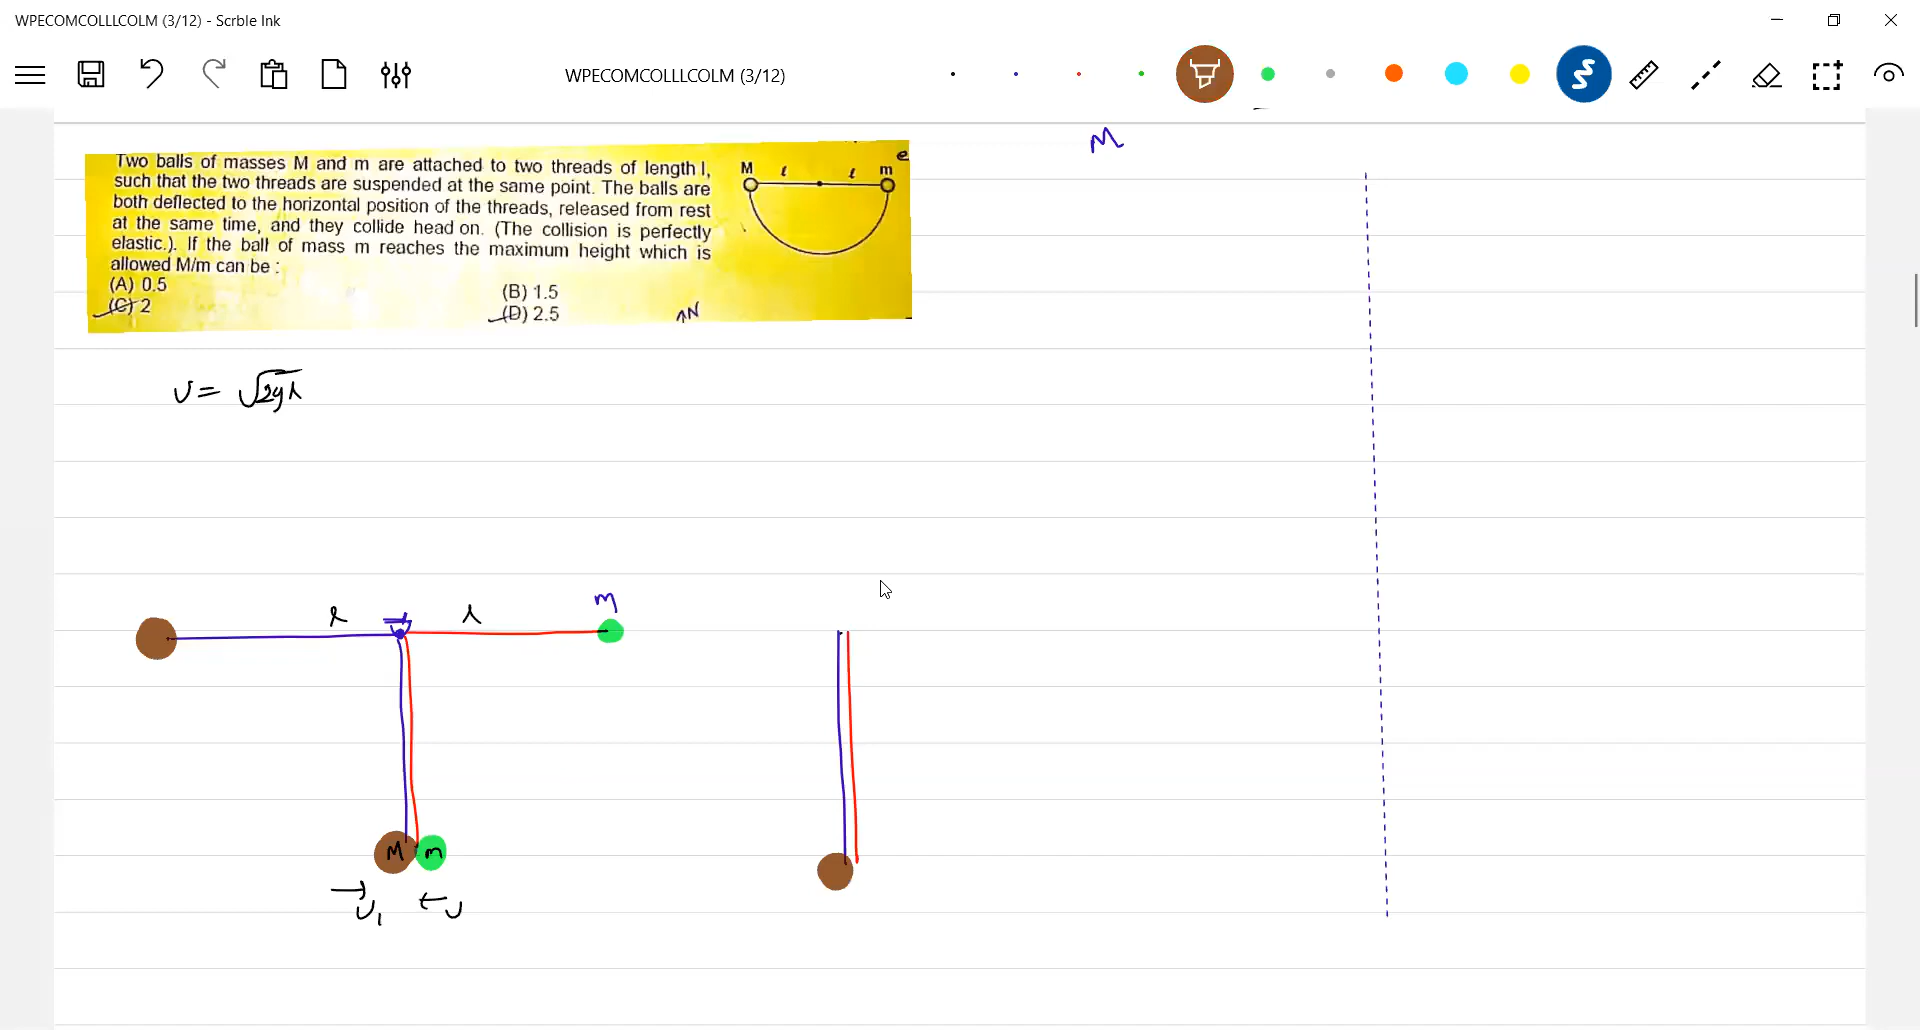 WPECOMCOLLLCOLM (3/12) - Scrble Ink
WPECOMCOLLLCOLM (3/12)
M
Two balls of masses M and m are attached to two threads of length l,
such that the two threads are suspended at the same point. The balls are
both deflected to the horizontal position of the threads, released from rest
at the same time, and they collide head on. (The collision is perfectly
elastic.). If the ball of mass m reaches the maximum height which is
allowed M/m can be :
(A) 0.5
(B) 1.5
(C) 2
(D) 2.5
M ℓ ℓ m
e
v = √2gl
l l m
M m
v₁ ← v